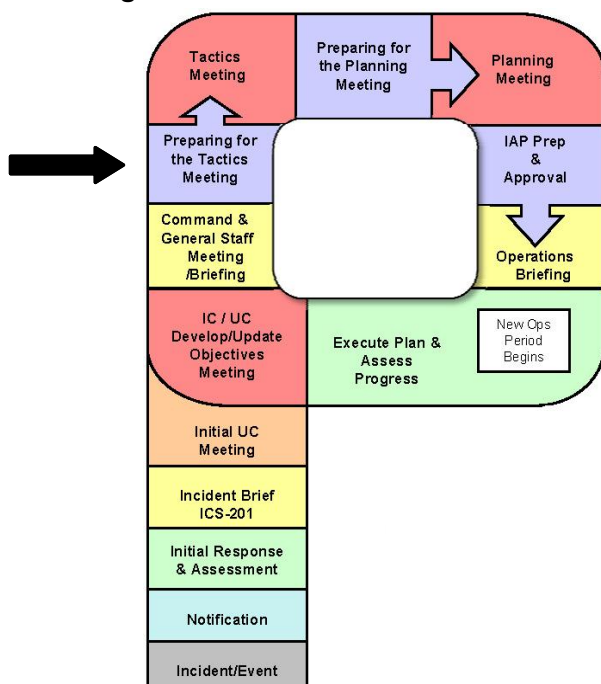 Tactics
Meeting
Preparing for
the Planning
Meeting
Planning
Meeting
Preparing for
the Tactics
Meeting
IAP Prep
&
Approval
Command &
General Staff
Meeting
/Briefing
Operations
Briefing
IC / UC
Develop/Update
Objectives
Meeting
Execute Plan &
Assess
Progress
New Ops
Period
Begins
Initial UC
Meeting
Incident Brief
ICS-201
Initial Response
& Assessment
Notification
Incident/Event